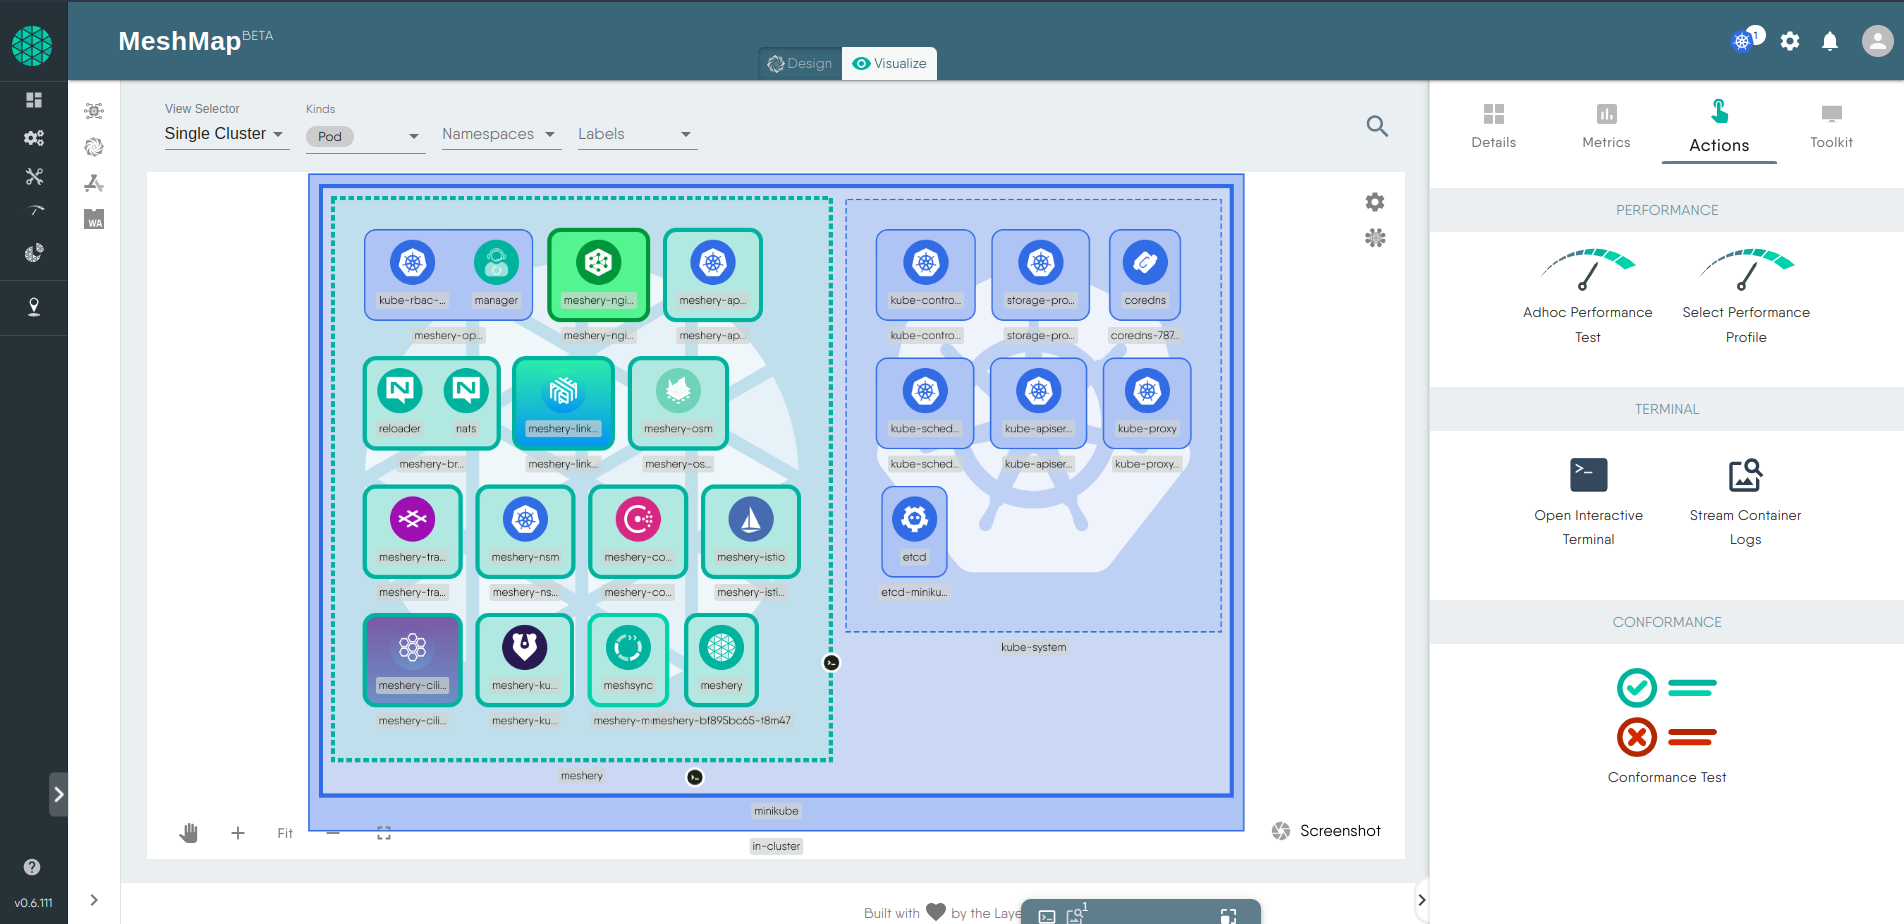 MeshMap BETA
Design
Visualize
1
View Selector
Single Cluster
Kinds
Pod
Namespaces
Labels
WA
Details
Metrics
Actions
Toolkit
PERFORMANCE
Adhoc Performance
Test
Select Performance
Profile
TERMINAL
Open Interactive
Terminal
Stream Container
Logs
CONFORMANCE
Conformance Test
kube-rbac-...
manager
meshery-ngi...
meshery-ap...
meshery-op...
meshery-ngi...
meshery-ap...
reloader
nats
meshery-link...
meshery-osm
meshery-br...
meshery-link...
meshery-os...
meshery-tra...
meshery-nsm
meshery-co...
meshery-istio
meshery-tra...
meshery-ns...
meshery-co...
meshery-isti...
meshery-cili...
meshery-ku...
meshsync
meshery
meshery-cili...
meshery-ku...
meshery-m
meshery-bf895bc65-t8m47
meshery
kube-contro...
storage-pro...
coredns
kube-contro...
storage-pro...
coredns-787...
kube-sched...
kube-apiser...
kube-proxy
kube-sched...
kube-apiser...
kube-proxy...
etcd
etcd-miniku...
kube-system
minikube
in-cluster
Fit
Screenshot
v0.6.111
Built with
by the Laye
1